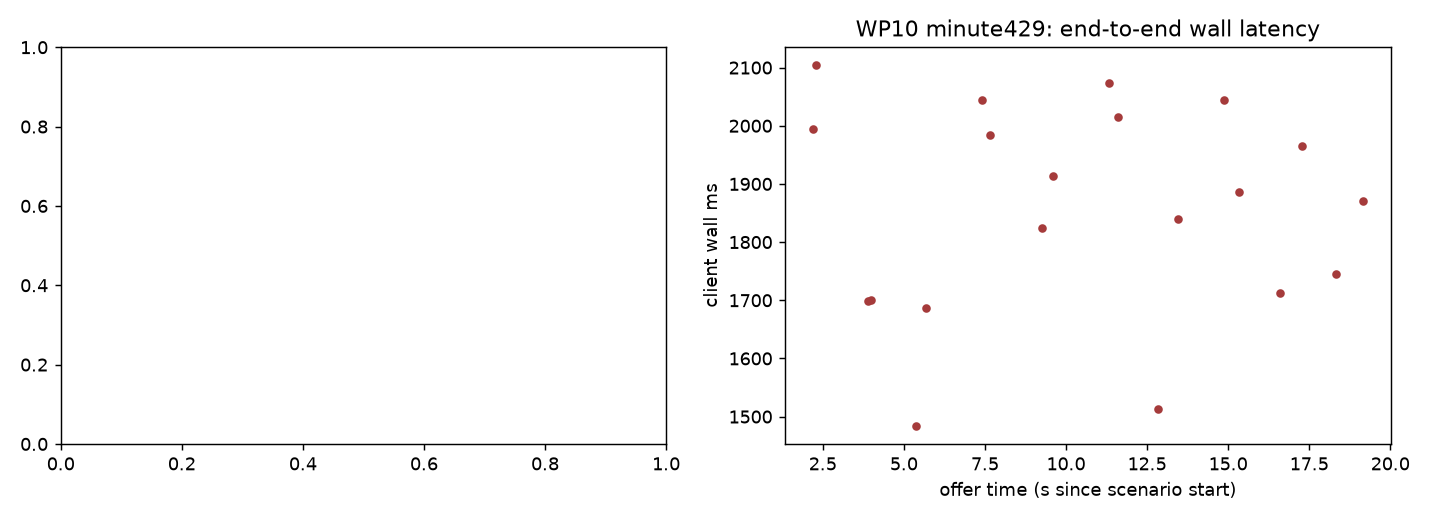 WP10 minute429: end-to-end wall latency
1.0
0.8
0.6
0.4
0.2
0.0
0.0 0.2 0.4 0.6 0.8 1.0
client wall ms
2100
2000
1900
1800
1700
1600
1500
2.5 5.0 7.5 10.0 12.5 15.0 17.5 20.0
offer time (s since scenario start)